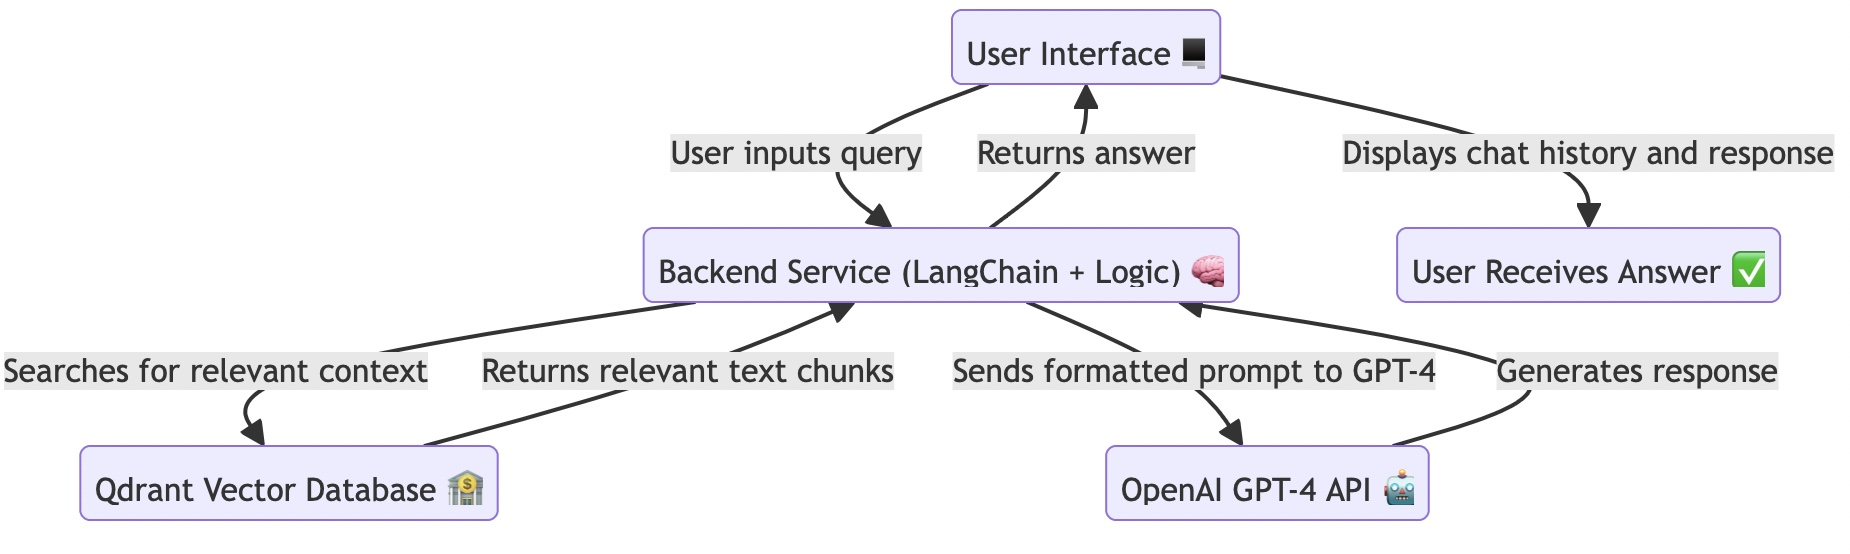 User Interface
User inputs query
Returns answer
Displays chat history and response
Backend Service (LangChain + Logic)
User Receives Answer
Searches for relevant context
Returns relevant text chunks
Sends formatted prompt to GPT-4
Generates response
Qdrant Vector Database
OpenAI GPT-4 API